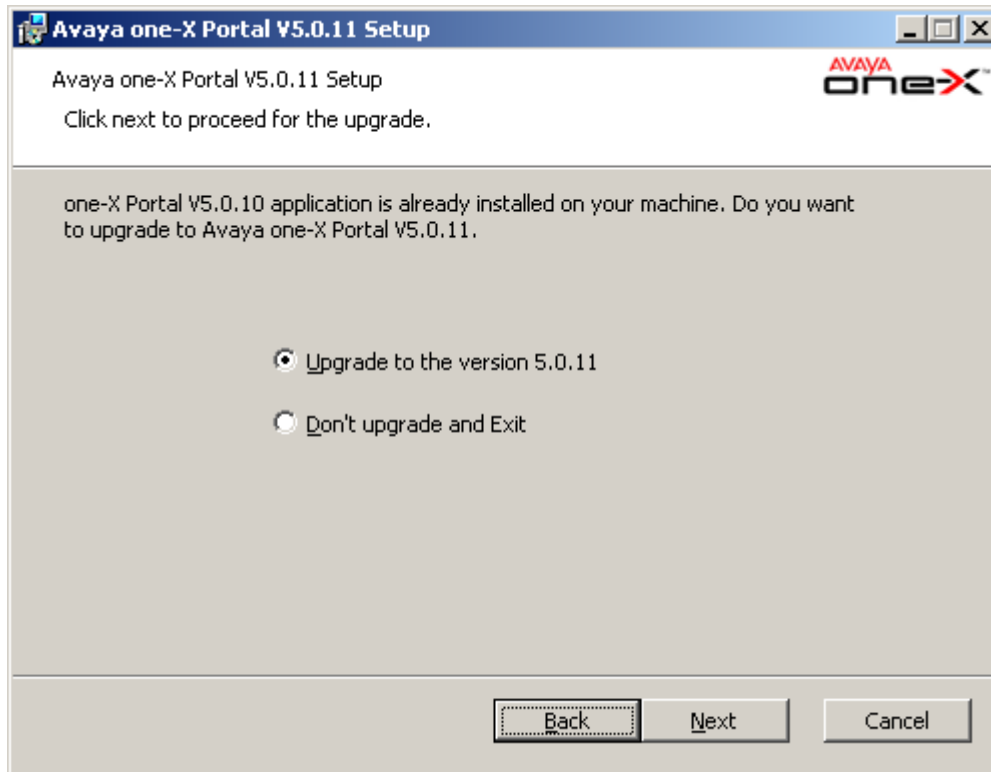 Avaya one-X Portal V5.0.11 Setup
Avaya one-X Portal V5.0.11 Setup
AVAYA
one-X™
Click next to proceed for the upgrade.
one-X Portal V5.0.10 application is already installed on your machine. Do you want
to upgrade to Avaya one-X Portal V5.0.11.
Upgrade to the version 5.0.11
Don't upgrade and Exit
Back
Next
Cancel